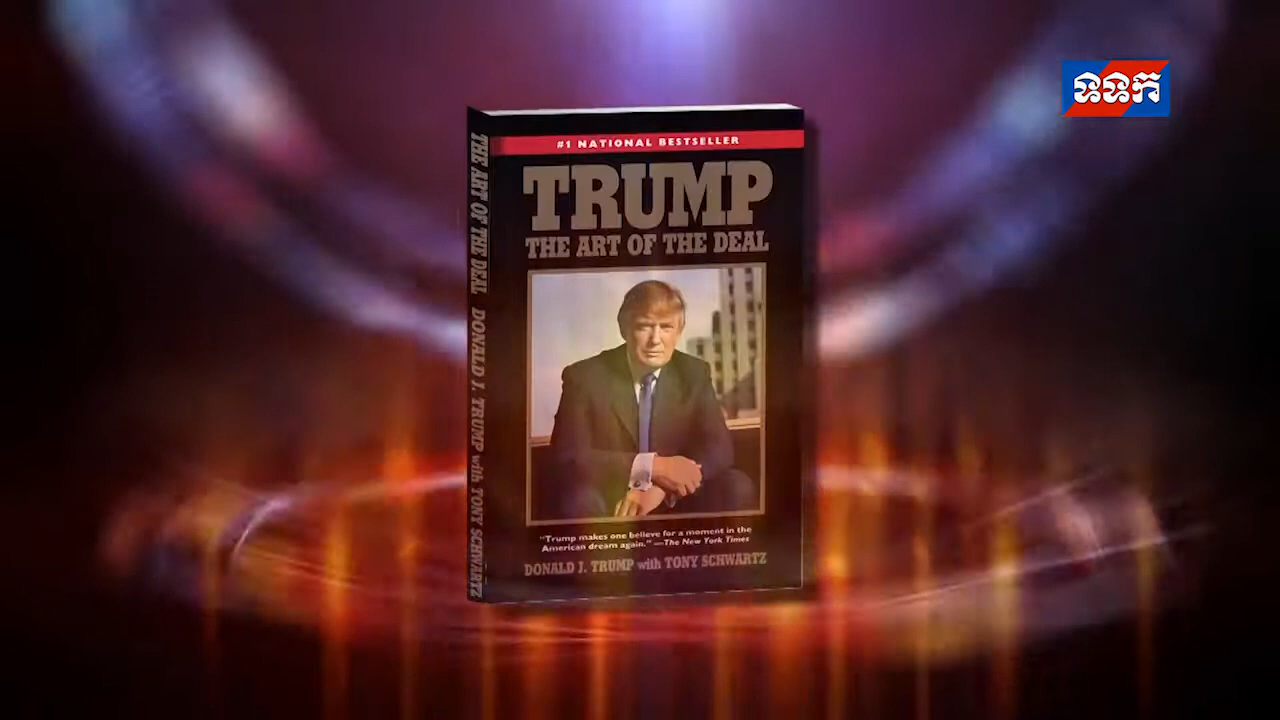 ទទក
#1 NATIONAL BESTSELLER
TRUMP
THE ART OF THE DEAL
"Trump makes one believe for a moment in the
American dream again." —The New York Times
DONALD J. TRUMP with TONY SCHWARTZ
THE ART OF THE DEAL DONALD J. TRUMP with TONY SCHWARTZ